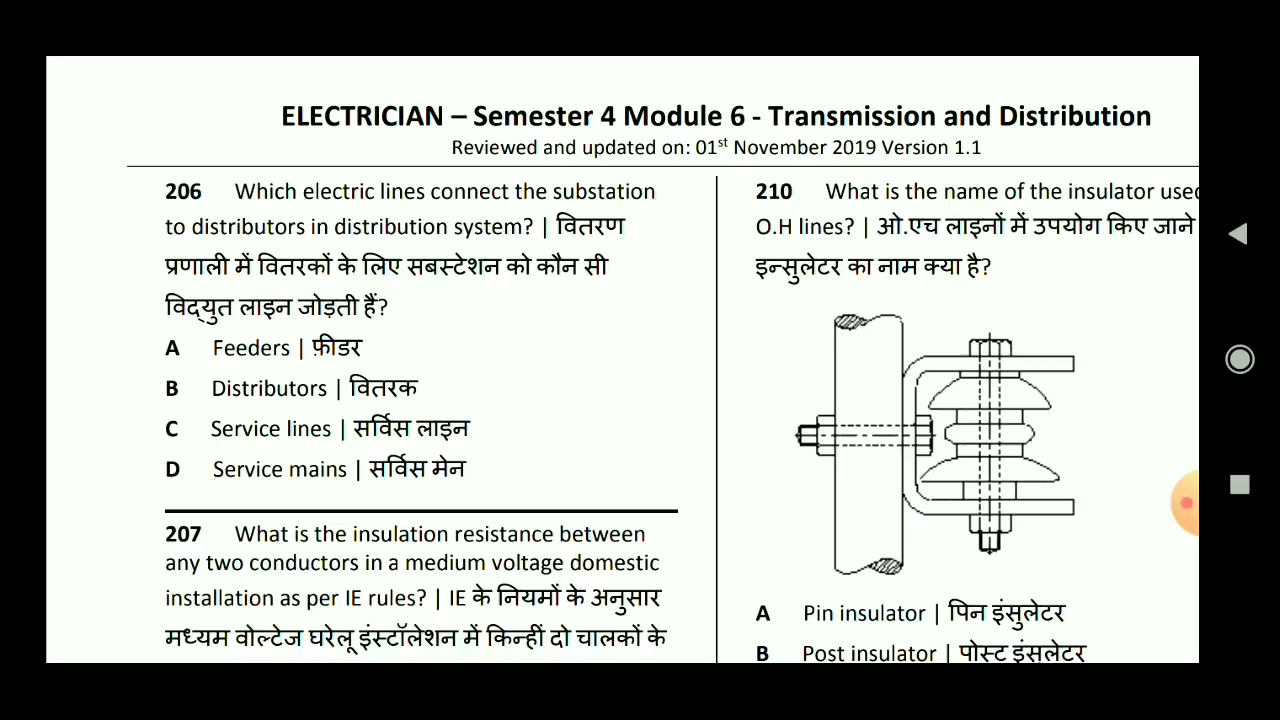 ELECTRICIAN – Semester 4 Module 6 - Transmission and Distribution
Reviewed and updated on: 01st November 2019 Version 1.1
206 Which electric lines connect the substation
to distributors in distribution system? | वितरण
प्रणाली में वितरकों के लिए सबस्टेशन को कौन सी
विद्युत लाइन जोड़ती हैं?
A Feeders | फ़ीडर
B Distributors | वितरक
C Service lines | सर्विस लाइन
D Service mains | सर्विस मेन
207 What is the insulation resistance between
any two conductors in a medium voltage domestic
installation as per IE rules? | IE के नियमों के अनुसार
मध्यम वोल्टेज घरेलू इंस्टॉलेशन में किन्हीं दो चालकों के
210 What is the name of the insulator used
O.H lines? | ओ.एच लाइनों में उपयोग किए जाने
इन्सुलेटर का नाम क्या है?
A Pin insulator | पिन इंसुलेटर
B Post insulator | पोस्ट इंसुलेटर